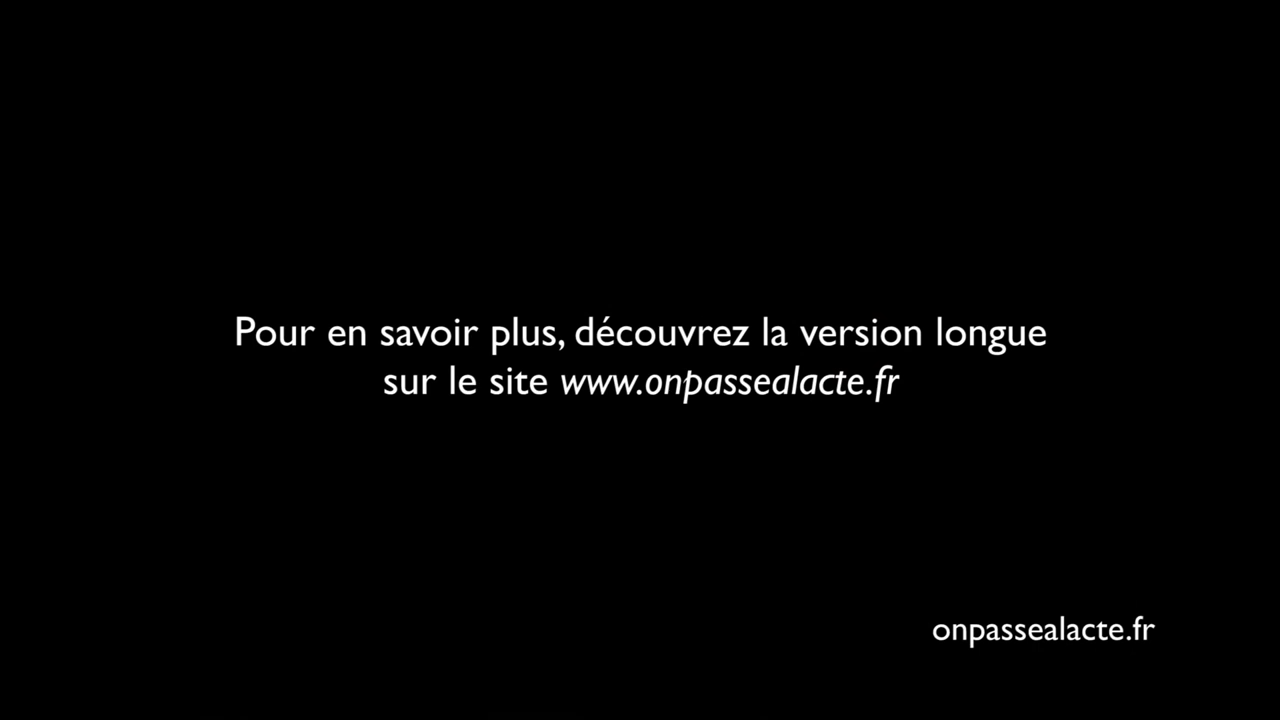 Pour en savoir plus, découvrez la version longue
sur le site www.onpassealacte.fr
onpassealacte.fr